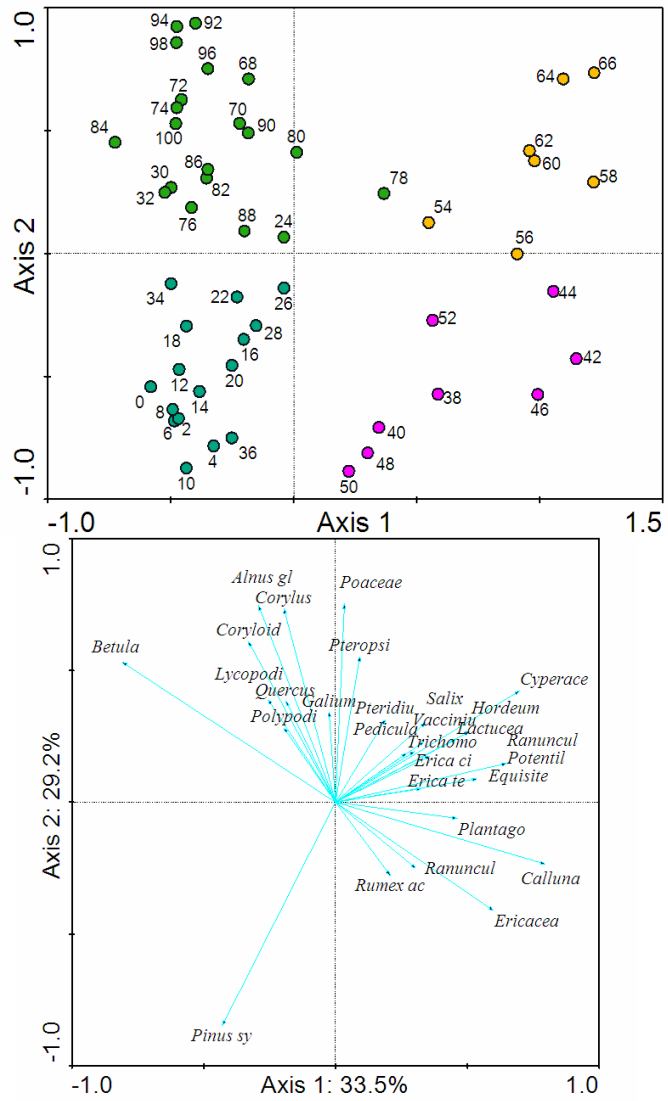 1.0
94
92
98
96
68
66
64
72
74
70
90
100
84
80
62
60
86
58
30
82
78
32
76
54
88
24
Axis 2
56
34
22
26
44
18
28
52
16
42
12
20
0
14
38
46
8
2
40
6
4
36
48
10
50
-1.0
-1.0
Axis 1
1.5
1.0
Alnus gl
Corylus
Poaceae
Coryloid
Betula
Pteropsi
Lycopodi
Cyperace
Quercus
Galium
Salix
Pteridiu
Hordeum
Polypodi
Vacciniu
Pedicula
Lactucea
Trichomo
Ranuncul
Erica ci
Potentil
Erica te
Equisite
Axis 2: 29.2%
Plantago
Ranuncul
Calluna
Rumex ac
Ericacea
Pinus sy
-1.0
-1.0
Axis 1: 33.5%
1.0